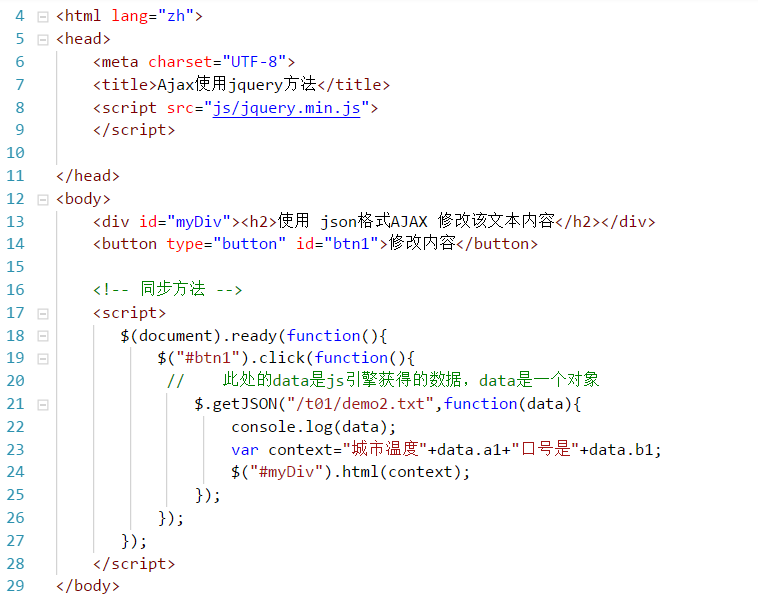 4 <html lang="zh">
5 <head>
6 <meta charset="UTF-8">
7 <title>Ajax使用jquery方法</title>
8 <script src="js/jquery.min.js">
9 </script>
10
11 </head>
12 <body>
13 <div id="myDiv"><h2>使用 json格式AJAX 修改该文本内容</h2></div>
14 <button type="button" id="btn1">修改内容</button>
15
16 <!-- 同步方法 -->
17 <script>
18 $(document).ready(function(){
19 $("#btn1").click(function(){
20 // 此处的data是js引擎获得的数据，data是一个对象
21 $.getJSON("/t01/demo2.txt",function(data){
22 console.log(data);
23 var context="城市温度"+data.a1+"口号是"+data.b1;
24 $("#myDiv").html(context);
25 });
26 });
27 });
28 </script>
29 </body>